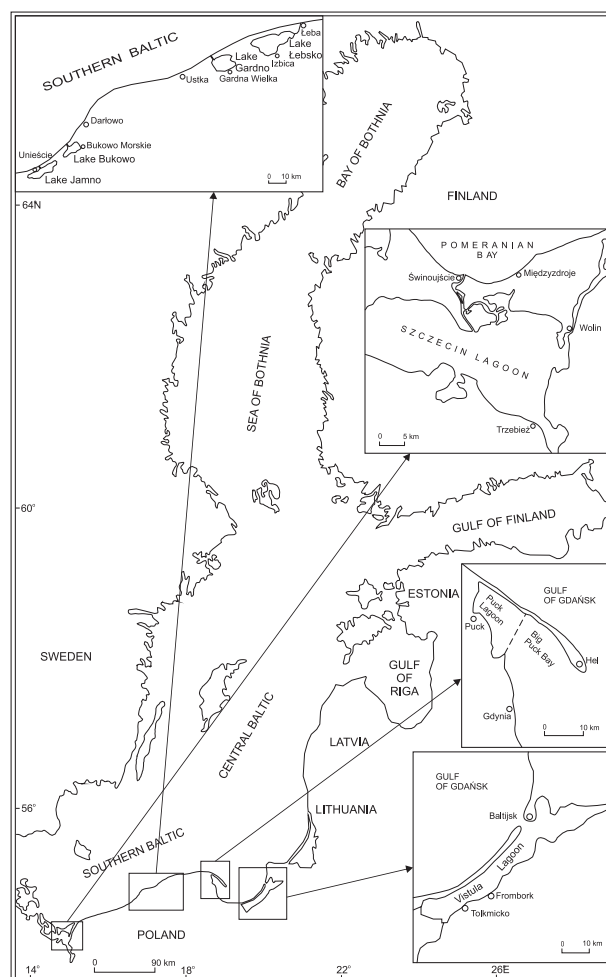 SOUTHERN BALTIC
Łeba
Lake
Łebsko
Izbica
Lake
Gardno
Gardna Wielka
Ustka
Darłowo
Bukowo Morskie
Lake Bukowo
Unieście
Lake Jamno
0 10 km
64N
BAY OF BOTHNIA
FINLAND
POMERANIAN
BAY
Świnoujście
Międzyzdroje
Wolin
SZCZECIN LAGOON
Trzebież
0 5 km
SEA OF BOTHNIA
60°
GULF OF FINLAND
ESTONIA
SWEDEN
GULF
OF GDAŃSK
Puck
Lagoon
Puck
Big
Puck Bay
Hel
Gdynia
0 10 km
GULF
OF
RIGA
CENTRAL BALTIC
LATVIA
LITHUANIA
56°
SOUTHERN BALTIC
GULF
OF GDAŃSK
Baltijsk
Vistula Lagoon
Frombork
Tolkmicko
0 10 km
POLAND
14° 0 90 km 18° 22° 26E